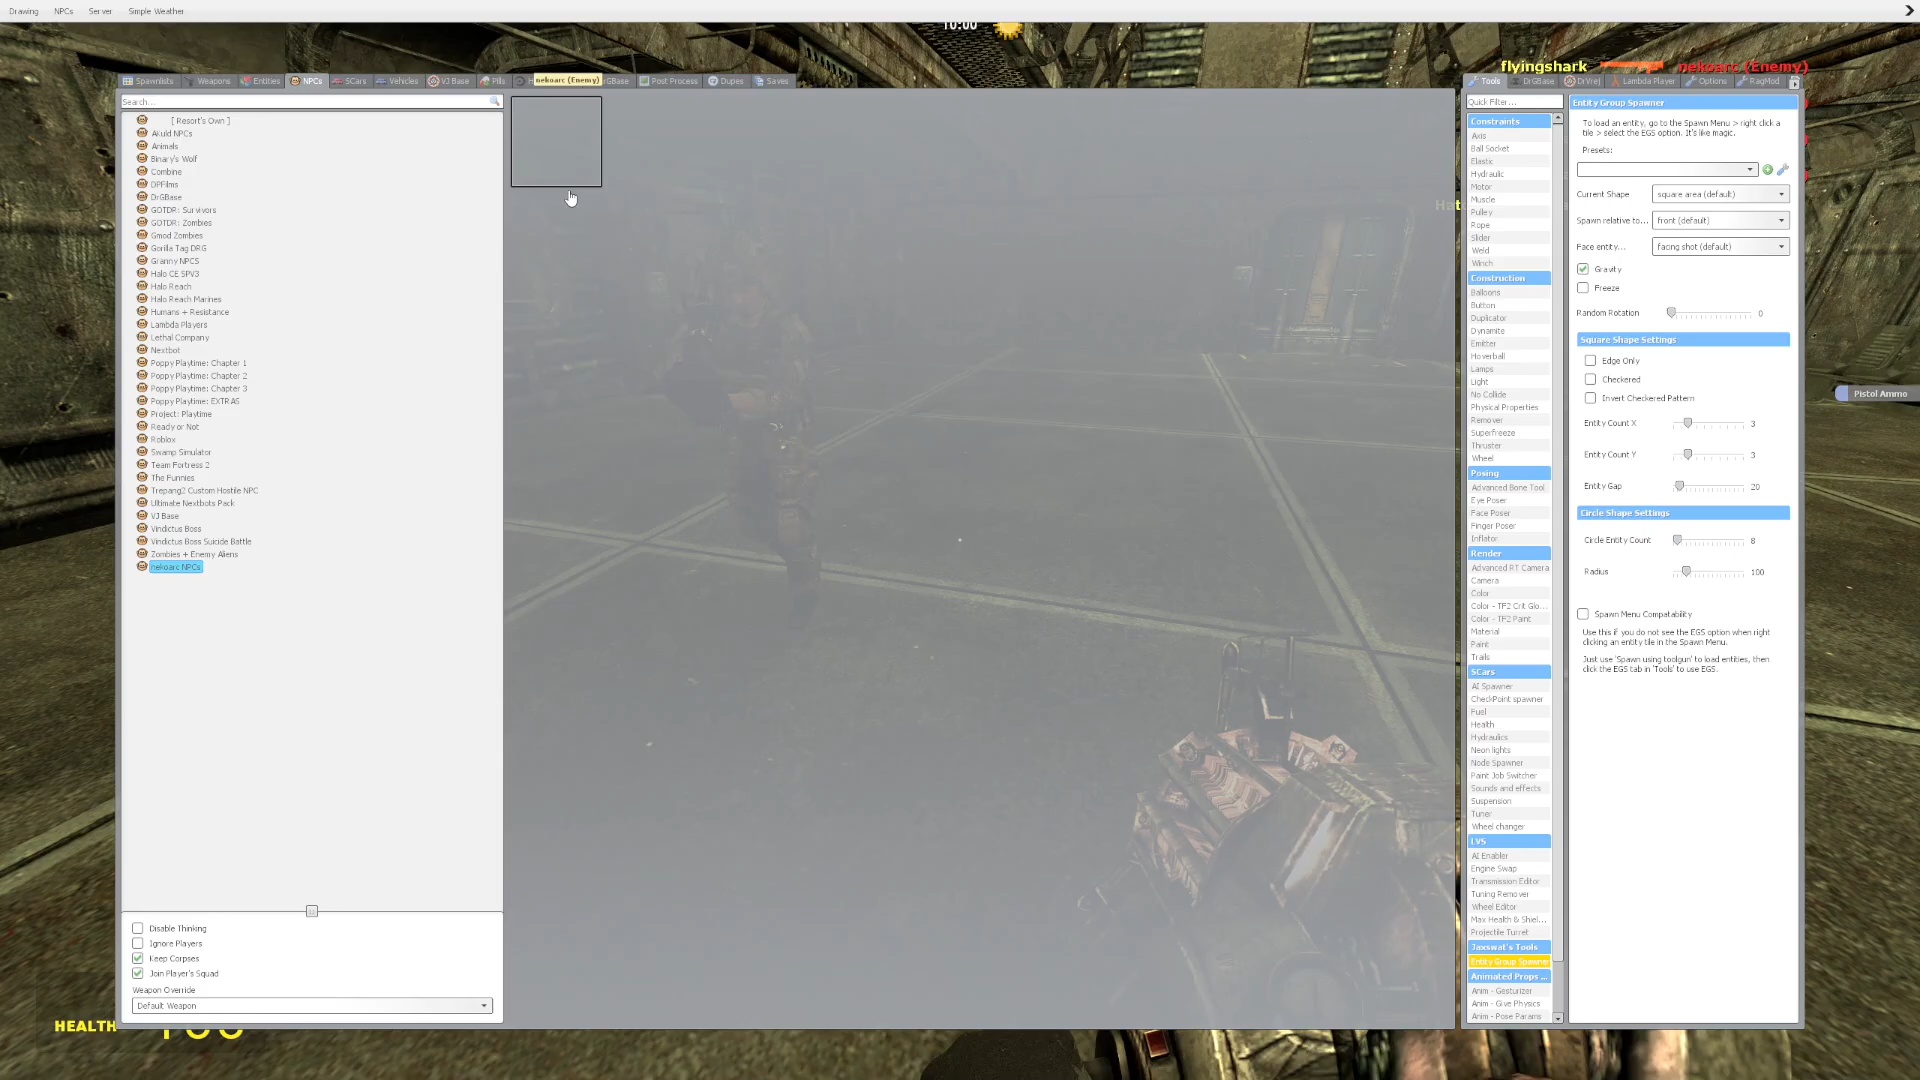 Drawing NPCs Server Simple Weather
10:00
flyingshark nekoarc (Enemy)
Spawnlists Weapons Entities NPCs SCars Vehicles VJ Base Pills nekoarc (Enemy) rGBase Post Process Dupes Saves
Search...
[ Resort's Own ]
Akuld NPCs
Animals
Binary's Wolf
Combine
DPFilms
DrGBase
GOTDR: Survivors
GOTDR: Zombies
Gmod Zombies
Gorilla Tag DRG
Granny NPCS
Halo CE SPV3
Halo Reach
Halo Reach Marines
Humans + Resistance
Lambda Players
Lethal Company
Nextbot
Poppy Playtime: Chapter 1
Poppy Playtime: Chapter 2
Poppy Playtime: Chapter 3
Poppy Playtime: EXTRAS
Project: Playtime
Ready or Not
Roblox
Swamp Simulator
Team Fortress 2
The Funnies
Trepang2 Custom Hostile NPC
Ultimate Nextbots Pack
VJ Base
Vindictus Boss
Vindictus Boss Suicide Battle
Zombies + Enemy Aliens
nekoarc NPCs
Disable Thinking
Ignore Players
Keep Corpses
Join Player's Squad
Weapon Override
Default Weapon
HEALTH 100
Tools DrGBase DrVrej Lambda Player Options RagMod
Quick Filter...
Constraints
Axis
Ball Socket
Elastic
Hydraulic
Motor
Muscle
Pulley
Rope
Slider
Weld
Winch
Construction
Balloons
Button
Duplicator
Dynamite
Emitter
Hoverball
Lamps
Light
No Collide
Physical Properties
Remover
Superfreeze
Thruster
Wheel
Posing
Advanced Bone Tool
Eye Poser
Face Poser
Finger Poser
Inflator
Render
Advanced RT Camera
Camera
Color
Color - TF2 Crit Glo...
Color - TF2 Paint
Material
Paint
Trails
SCars
AI Spawner
CheckPoint spawner
Fuel
Health
Hydraulics
Neon lights
Node Spawner
Paint Job Switcher
Sounds and effects
Suspension
Tuner
Wheel changer
LVS
AI Enabler
Engine Swap
Transmission Editor
Tuning Remover
Wheel Editor
Max Health & Shiel...
Projectile Turret
Jaxswat's Tools
Entity Group Spawner
Animated Props ...
Anim - Gesturizer
Anim - Give Physics
Anim - Pose Params
Entity Group Spawner
To load an entity, go to the Spawn Menu > right click a
tile > select the EGS option. It's like magic.
Presets:
Current Shape square area (default)
Spawn relative to... front (default)
Face entity... facing shot (default)
Gravity
Freeze
Random Rotation 0
Square Shape Settings
Edge Only
Checkered
Invert Checkered Pattern
Entity Count X 3
Entity Count Y 3
Entity Gap 20
Circle Shape Settings
Circle Entity Count 8
Radius 100
Spawn Menu Compatability
Use this if you do not see the EGS option when right
clicking an entity tile in the Spawn Menu.
Just use 'Spawn using toolgun' to load entities, then
click the EGS tab in 'Tools' to use EGS.
Pistol Ammo